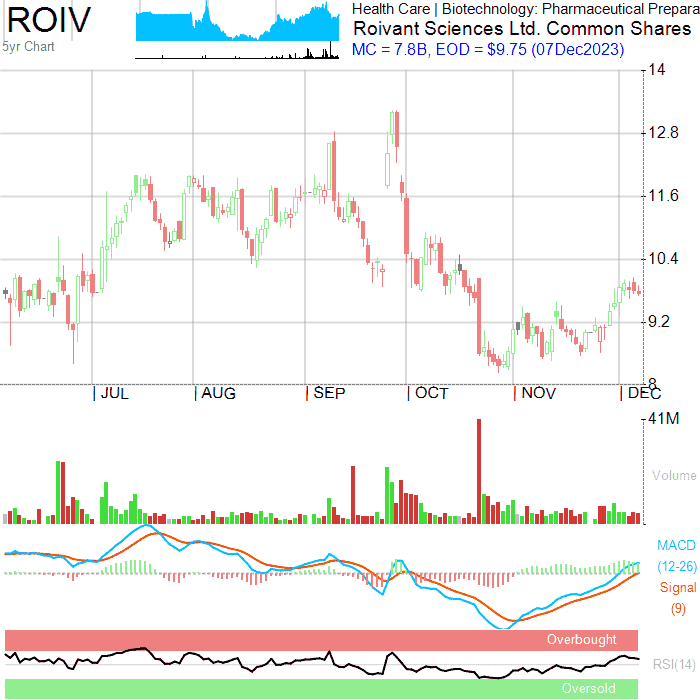 ROIV
5yr Chart
Health Care | Biotechnology: Pharmaceutical Prepara
Roivant Sciences Ltd. Common Shares
MC = 7.8B, EOD = $9.75 (07Dec2023)
14
12.8
11.6
10.4
9.2
8
| JUL | AUG | SEP | OCT | NOV | DEC
41M
Volume
MACD
(12-26)
Signal
(9)
Overbought
RSI(14)
Oversold